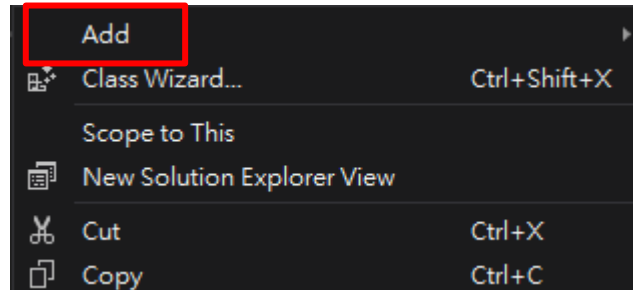 Add
Class Wizard... Ctrl+Shift+X
Scope to This
New Solution Explorer View
Cut Ctrl+X
Copy Ctrl+C